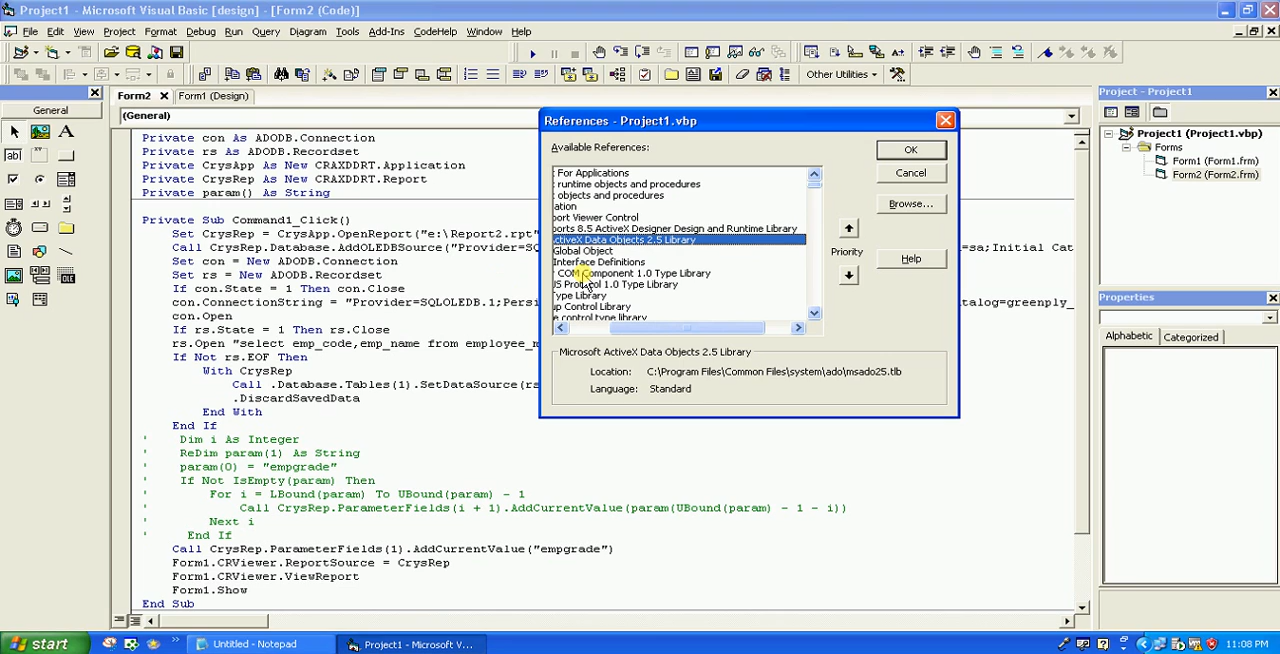 Project1 - Microsoft Visual Basic [design] - [Form2 (Code)]
File Edit View Project Format Debug Run Query Diagram Tools Add-Ins CodeHelp Window Help
Other Utilities
General
Form2
Form1 (Design)
(General)
Private con As ADODB.Connection
Private rs As ADODB.Recordset
Private CrysApp As New CRAXDDRT.Application
Private CrysRep As New CRAXDDRT.Report
Private param() As String
Private Sub Command1_Click()
Set CrysRep = CrysApp.OpenReport("e:\Report2.rpt"
Call CrysRep.Database.AddOLEDBSource("Provider=S =sa;Initial Cat
Set con = New ADODB.Connection
Set rs = New ADODB.Recordset
If con.State = 1 Then con.Close
con.ConnectionString = "Provider=SQLOLEDB.1;Persi atalog=greenply_
con.Open
If rs.State = 1 Then rs.Close
rs.Open "select emp_code,emp_name from employee_m
If Not rs.EOF Then
With CrysRep
Call .Database.Tables(1).SetDataSource(rs
.DiscardSavedData
End With
End If
' Dim i As Integer
' ReDim param(1) As String
' param(0) = "empgrade"
' If Not IsEmpty(param) Then
' For i = LBound(param) To UBound(param) - 1
' Call CrysRep.ParameterFields(i + 1).AddCurrentValue(param(UBound(param) - 1 - i))
' Next i
' End If
Call CrysRep.ParameterFields(1).AddCurrentValue("empgrade")
Form1.CRViewer.ReportSource = CrysRep
Form1.CRViewer.ViewReport
Form1.Show
End Sub
References - Project1.vbp
Available References:
For Applications
runtime objects and procedures
objects and procedures
ation
ort Viewer Control
orts 8.5 ActiveX Designer Design and Runtime Library
ctiveX Data Objects 2.5 Library
Global Object
Interface Definitions
COM Component 1.0 Type Library
S Protocol 1.0 Type Library
ype Library
p Control Library
e control type library
OK
Cancel
Browse...
Priority
Help
Microsoft ActiveX Data Objects 2.5 Library
Location: C:\Program Files\Common Files\system\ado\msado25.tlb
Language: Standard
Project - Project1
Project1 (Project1.vbp)
Forms
Form1 (Form1.frm)
Form2 (Form2.frm)
Properties
Alphabetic
Categorized
start
Untitled - Notepad
Project1 - Microsoft V...
11:08 PM